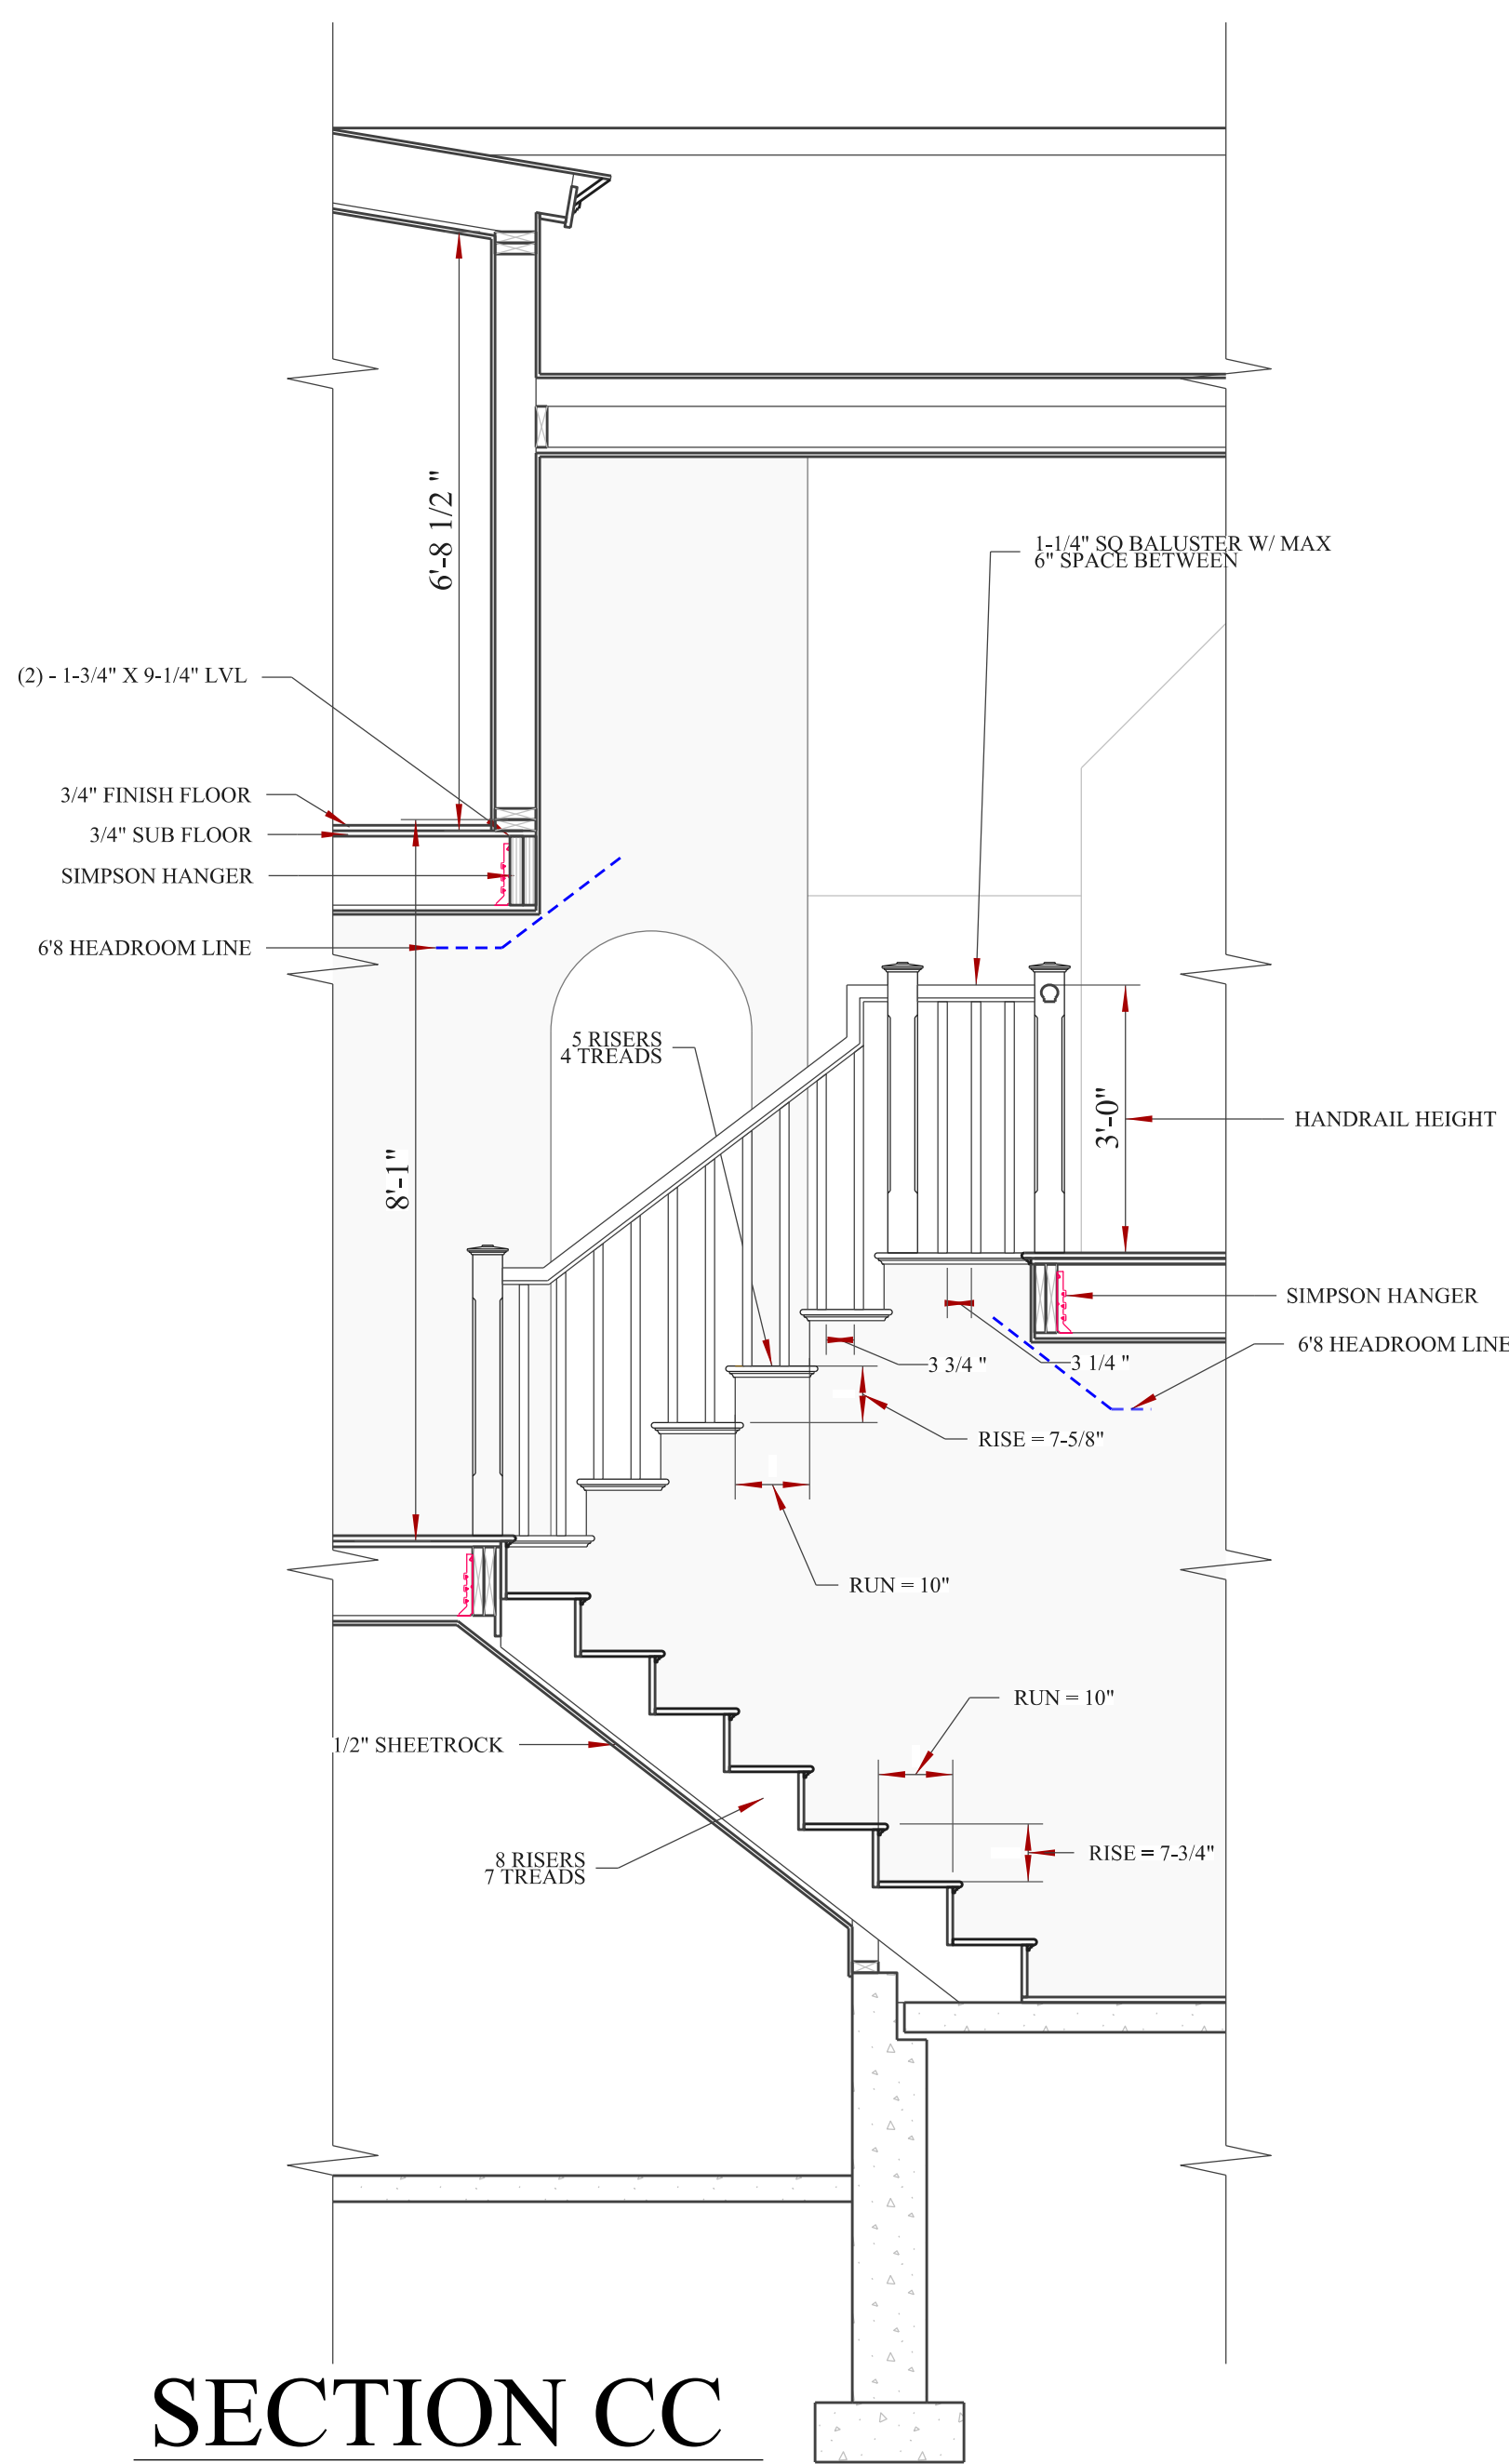 6'-8 1/2 "
1-1/4" SQ BALUSTER W/ MAX
6" SPACE BETWEEN
(2) - 1-3/4" X 9-1/4" LVL
3/4" FINISH FLOOR
3/4" SUB FLOOR
SIMPSON HANGER
6'8 HEADROOM LINE
5 RISERS
4 TREADS
3'-0"
HANDRAIL HEIGHT
8'-1"
SIMPSON HANGER
6'8 HEADROOM LINE
3 3/4 "
3 1/4 "
RISE = 7-5/8"
RUN = 10"
RUN = 10"
1/2" SHEETROCK
RISE = 7-3/4"
8 RISERS
7 TREADS
SECTION CC